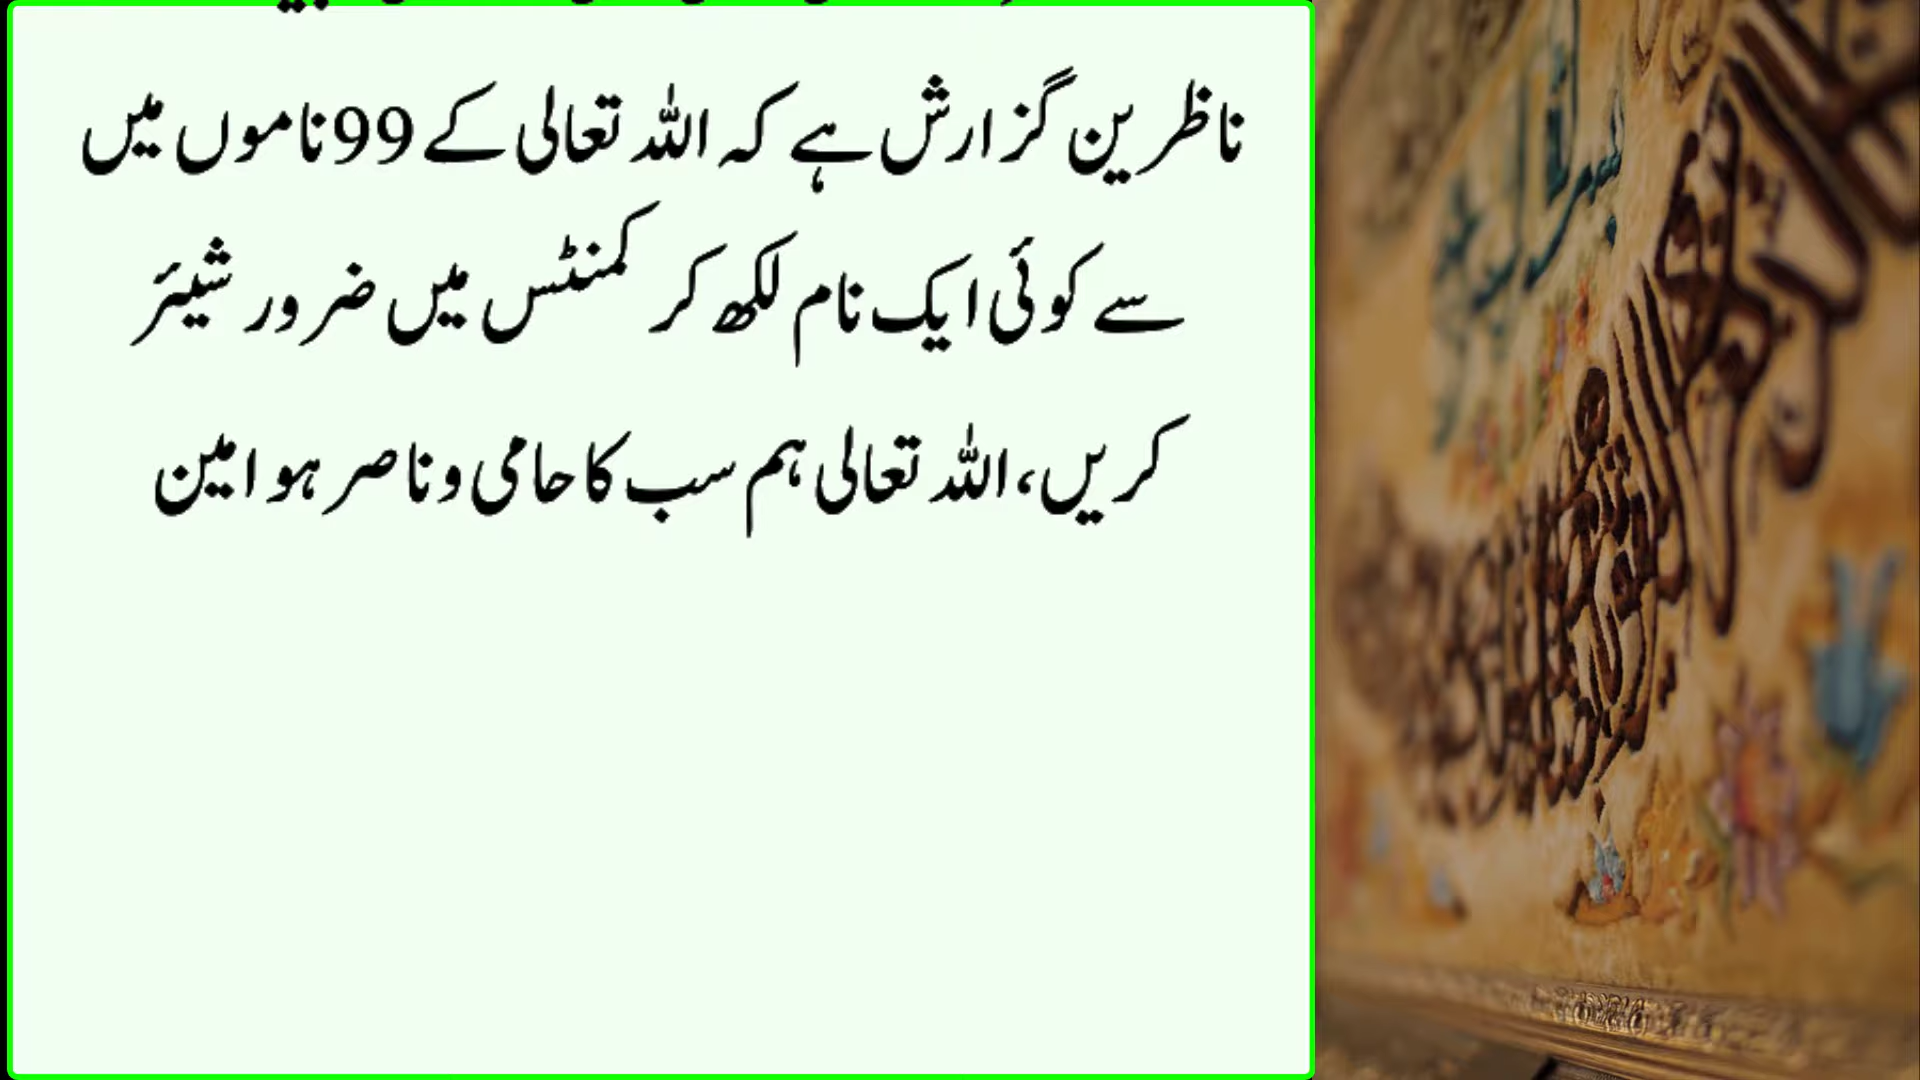 ناظرین گزارش ہے کہ اللہ تعالی کے 99 ناموں میں
سے کوئی ایک نام لکھ کر کمنٹس میں ضرور شیئر
کریں، اللہ تعالی ہم سب کا حامی و ناصر ہو امین